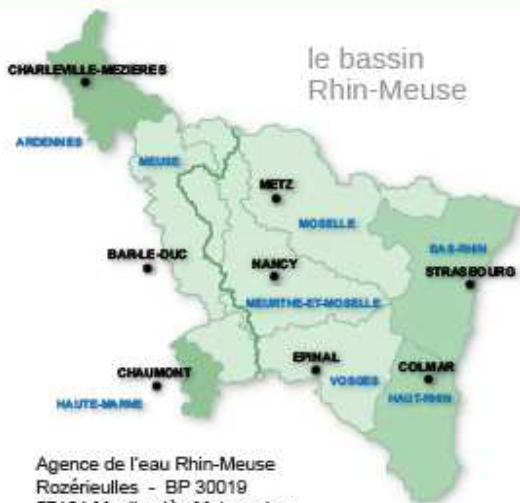 le bassin
Rhin-Meuse
CHARLEVILLE-MEZIERES
ARDENNES
MEUSE
METZ
MOSELLE
BAS-RHIN
BAR-LE-DUC
NANCY
STRASBOURG
MEURTHE-ET-MOSELLE
EPINAL
COLMAR
CHAUMONT
VOSGES
HAUT-RHIN
HAUTE-MARNE
Agence de l'eau Rhin-Meuse
Rozérieulles - BP 30019